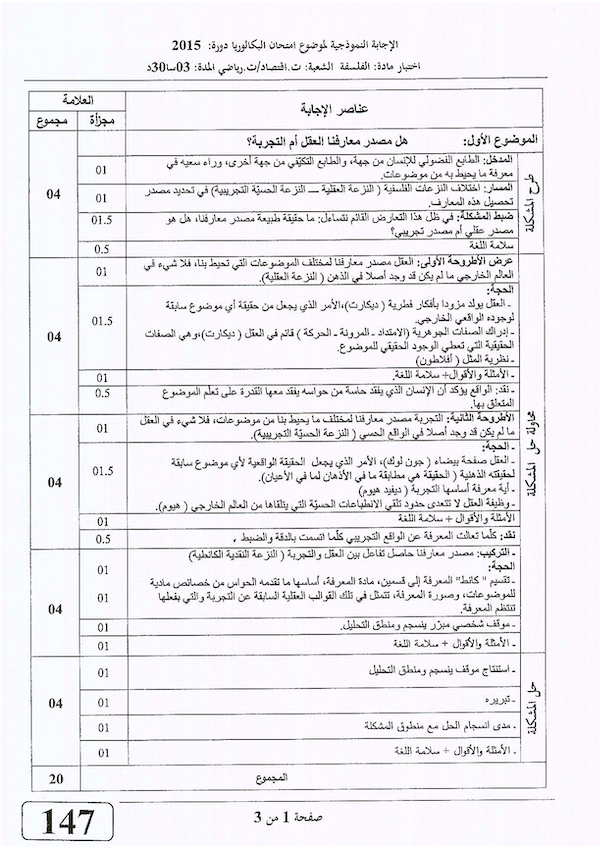 الإجابة النموذجية لموضوع امتحان البكالوريا دورة: 2015
اختبار مادة: الفلسفة الشعبة: ت.اقتصاد/ت.رياضي المدة: 03سا30د
العلامة
عناصر الإجابة
مجموع
مجزأة
الموضوع الأول: هل مصدر معارفنا العقل أم التجربة؟
طرح المشكلة
المدخل: الطابع الفضولي للإنسان من جهة، والطابع التكيّفي من جهة أخرى، وراء سعيه في
معرفة ما يحيط به من موضوعات.
01
المسار: اختلاف النزعات الفلسفية ( النزعة العقلية ــ النزعة الحسيّة التجريبية) في تحديد مصدر
تحصيل هذه المعارف.
01
04
ضبط المشكلة: في ظل هذا التعارض القائم نتساءل: ما حقيقة طبيعة مصدر معارفنا، هل هو
مصدر عقلي أم مصدر تجريبي؟
01.5
سلامة اللغة
0.5
محاولة حل المشكلة
عرض الأطروحة الأولى: العقل مصدر معارفنا لمختلف الموضوعات التي تحيط بنا، فلا شيء في
العالم الخارجي ما لم يكن قد وجد أصلا في الذهن ( النزعة العقلية).
01
الحجة:
ـ العقل يولد مزودا بأفكار فطرية ( ديكارت)،الأمر الذي يجعل من حقيقة أي موضوع سابقة
لوجوده الواقعي الخارجي.
01.5
04
ـ إدراك الصفات الجوهرية (الامتداد ـ المرونة ـ الحركة ) قائم في العقل ( ديكارت)،وهي الصفات
الحقيقية التي تعطي الوجود الحقيقي للموضوع.
ـ نظرية المثل ( أفلاطون)
ـ الأمثلة والأقوال+ سلامة اللغة.
01
ـ نقد: الواقع يؤكد أن الإنسان الذي يفقد حاسة من حواسه يفقد معها القدرة على تعلّم الموضوع
المتعلق بها.
0.5
الأطروحة الثانية: التجربة مصدر معارفنا لمختلف ما يحيط بنا من موضوعات، فلا شيء في العقل
ما لم يكن قد وجد أصلا في الواقع الحسي ( النزعة الحسيّة التجريبية).
01
ـ الحجة:
ـ العقل صفحة بيضاء ( جون لوك)، الأمر الذي يجعل الحقيقة الواقعية لأي موضوع سابقة
لحقيقته الذهنية ( الحقيقة هي مطابقة ما في الأذهان لما في الأعيان).
01.5
04
ـ أية معرفة أساسها التجربة ( ديفيد هيوم)
ـ وظيفة العقل لا تتعدى حدود تلقي الانطباعات الحسيّة التي يتلقاها من العالم الخارجي ( هيوم).
الأمثلة والأقوال + سلامة اللغة
01
نقد: كلّما تعالت المعرفة عن الواقع التجريبي كلّما اتسمت بالدقة والضبط .
0.5
ـ التركيب: مصدر معارفنا حاصل تفاعل بين العقل والتجربة ( النزعة النقدية الكانطية)
الحجة:
01
ـ تقسيم " كانط" المعرفة إلى قسمين، مادة المعرفة، أساسها ما تقدمه الحواس من خصائص مادية
للموضوعات، وصورة المعرفة، تتمثل في تلك القوالب العقلية السابقة عن التجربة والتي بفعلها
تنتظم المعرفة.
01
04
ـ موقف شخصي مبرّر ينسجم ومنطق التحليل.
01
ـ الأمثلة والأقوال + سلامة اللغة
01
حل المشكلة
ـ استنتاج موقف ينسجم ومنطق التحليل
01
ـ تبريره
01
04
ـ مدى انسجام الحل مع منطوق المشكلة
01
ـ الأمثلة والأقوال + سلامة اللغة
01
المجموع
20
صفحة 1 من 3
147